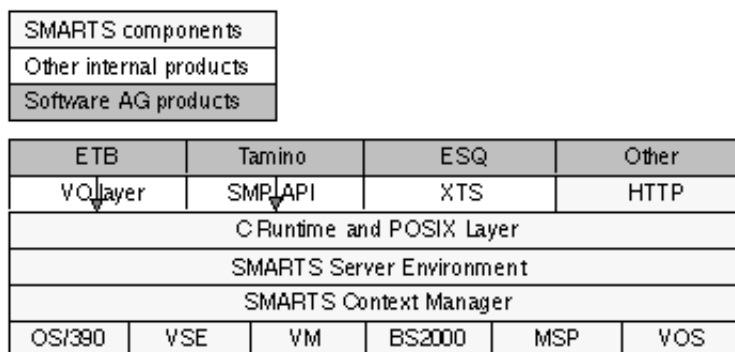 SMARTS components
Other internal products
Software AG products
ETB Tamino ESQ Other
VO layer SMP API XTS HTTP
C Runtime and POSIX Layer
SMARTS Server Environment
SMARTS Context Manager
OS/390 VSE VM BS2000 MSP VOS